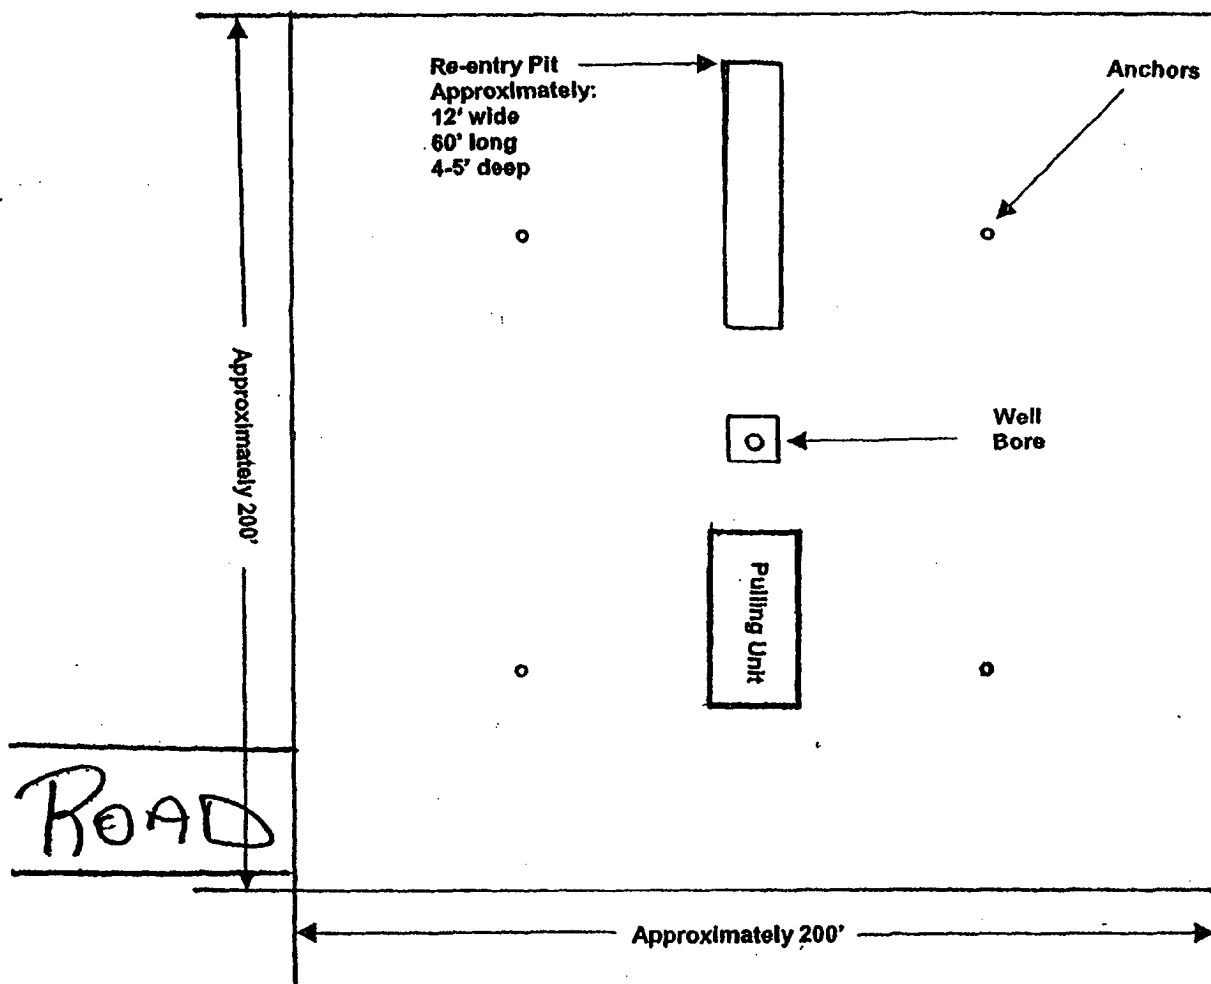 Re-entry Pit
Approximately:
12' wide
60' long
4-5' deep
Anchors
Approximately 200'
Well
Bore
Pulling Unit
ROAD
Approximately 200'